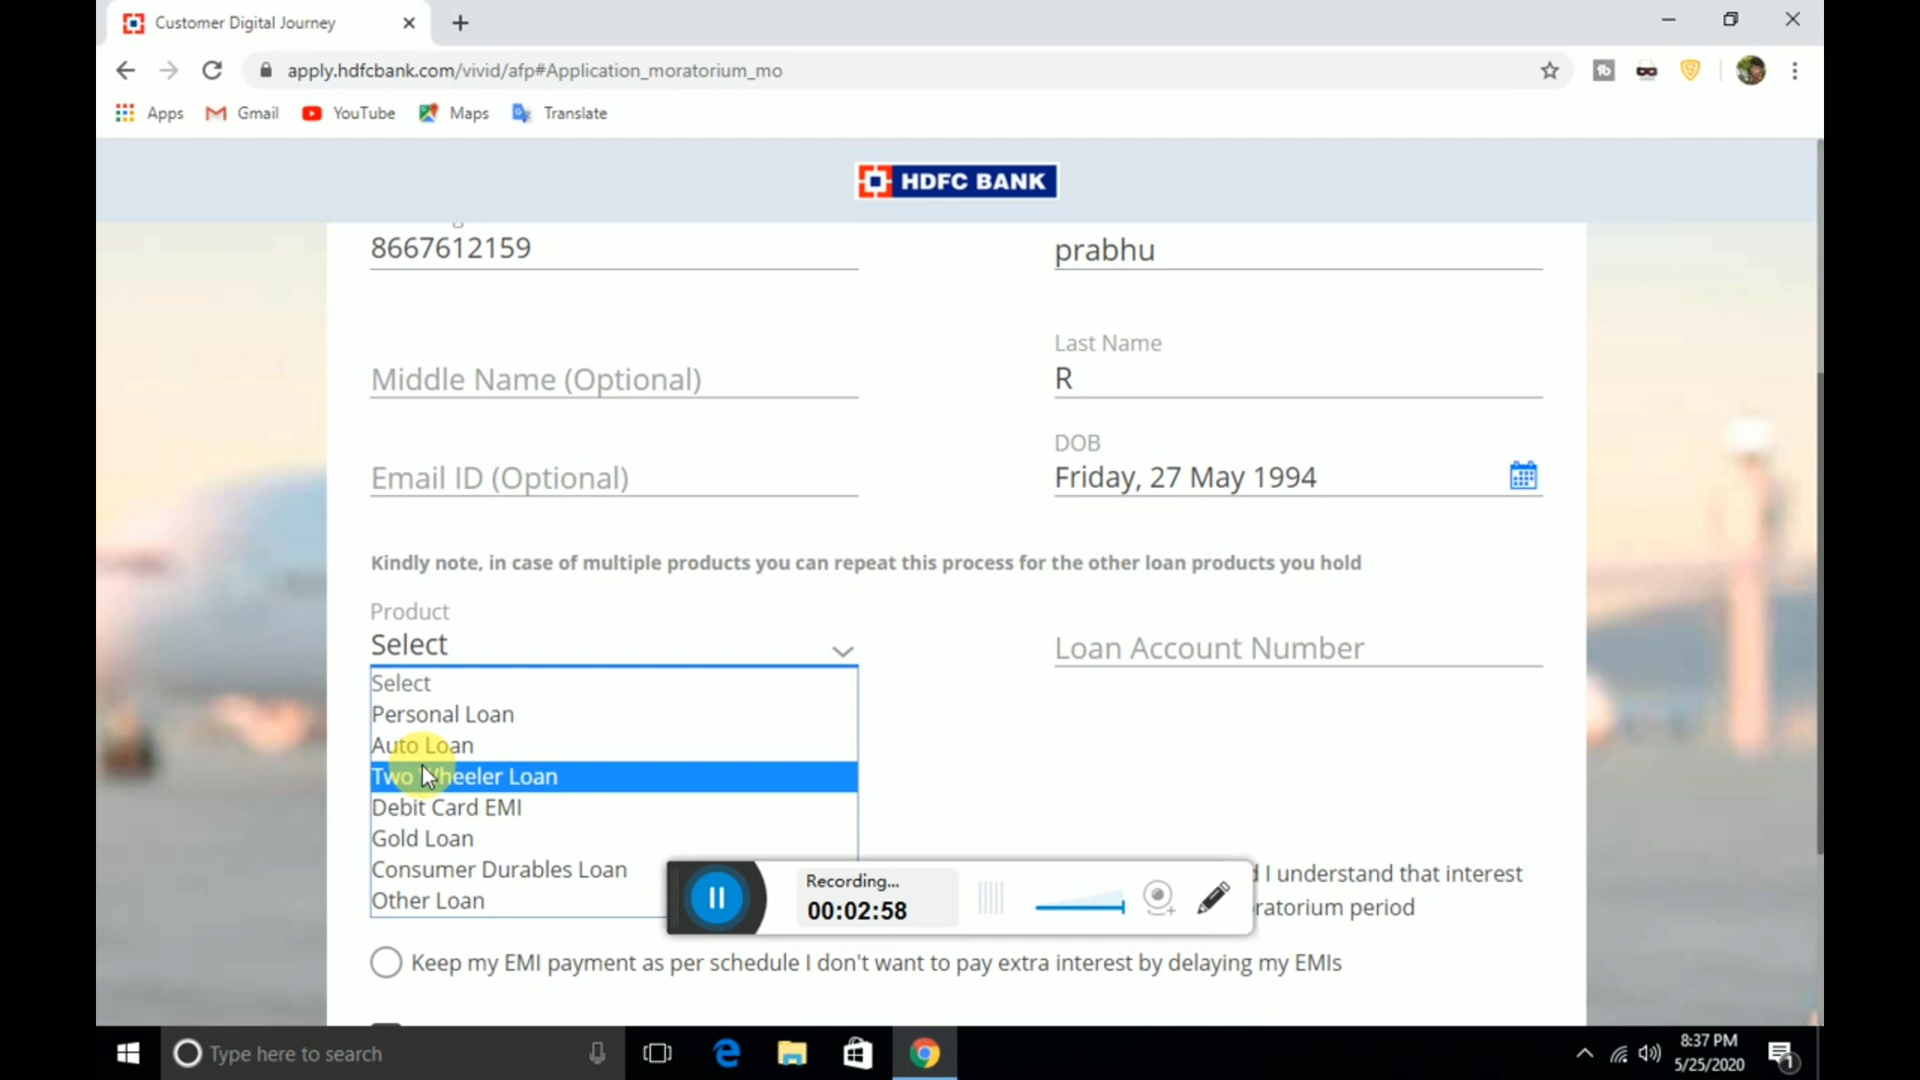 Customer Digital Journey
apply.hdfcbank.com/vivid/afp#Application_moratorium_mo
Apps Gmail YouTube Maps Translate
HDFC BANK
8667612159
prabhu
Last Name
Middle Name (Optional)
R
DOB
Email ID (Optional)
Friday, 27 May 1994
Kindly note, in case of multiple products you can repeat this process for the other loan products you hold
Product
Select
Loan Account Number
Select
Personal Loan
Auto Loan
Two Wheeler Loan
Debit Card EMI
Gold Loan
Consumer Durables Loan
Other Loan
Recording...
00:02:58
I understand that interest
ratorium period
Keep my EMI payment as per schedule I don't want to pay extra interest by delaying my EMIs
Type here to search
8:37 PM
5/25/2020
1